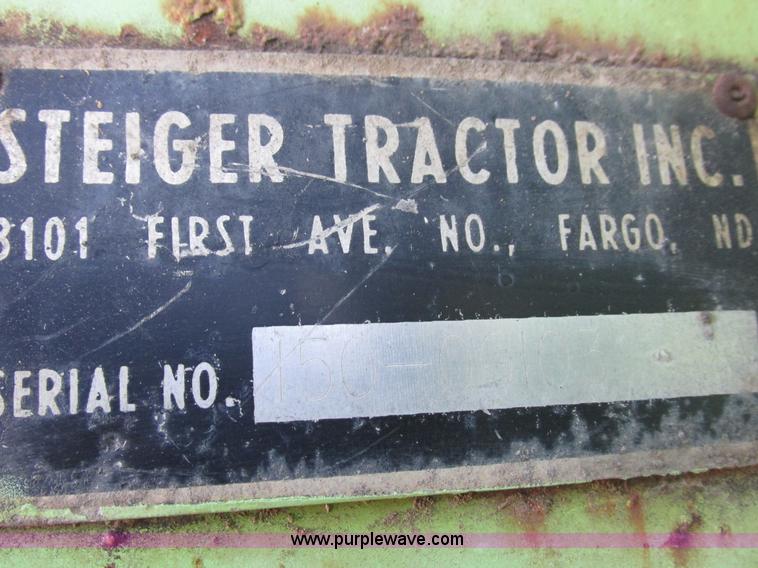 STEIGER TRACTOR INC.
3101 FIRST AVE. NO., FARGO, ND
SERIAL NO.
www.purplewave.com